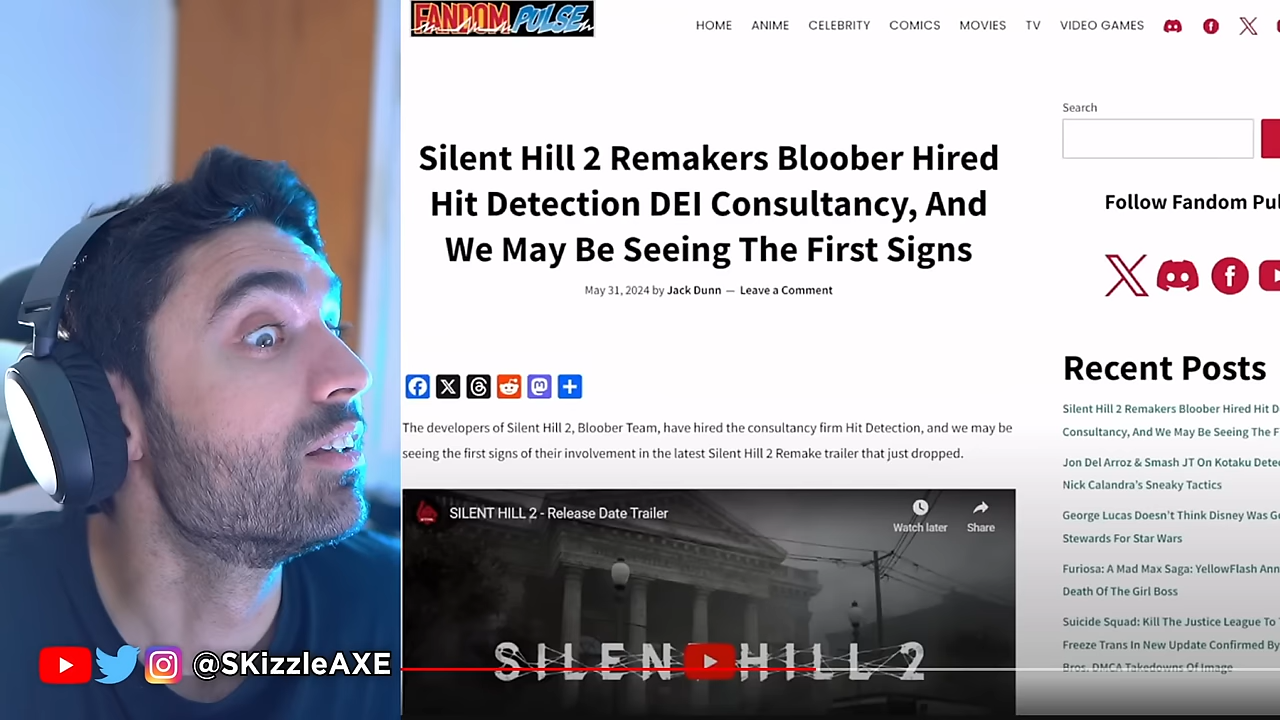 FANDOM PULSE
HOME ANIME CELEBRITY COMICS MOVIES TV VIDEO GAMES
Search
Silent Hill 2 Remakers Bloober Hired
Hit Detection DEI Consultancy, And
We May Be Seeing The First Signs
May 31, 2024 by Jack Dunn — Leave a Comment
Follow Fandom Pul
The developers of Silent Hill 2, Bloober Team, have hired the consultancy firm Hit Detection, and we may be
seeing the first signs of their involvement in the latest Silent Hill 2 Remake trailer that just dropped.
SILENT HILL 2 - Release Date Trailer
Watch later
Share
SILENT HILL 2
Recent Posts
Silent Hill 2 Remakers Bloober Hired Hit D
Consultancy, And We May Be Seeing The F
Jon Del Arroz & Smash JT On Kotaku Dete
Nick Calandra's Sneaky Tactics
George Lucas Doesn't Think Disney Was Go
Stewards For Star Wars
Furiosa: A Mad Max Saga: YellowFlash Ann
Death Of The Girl Boss
Suicide Squad: Kill The Justice League To
Freeze Trans In New Update Confirmed By
Bros. DMCA Takedowns Of Image
@SKizzleAXE